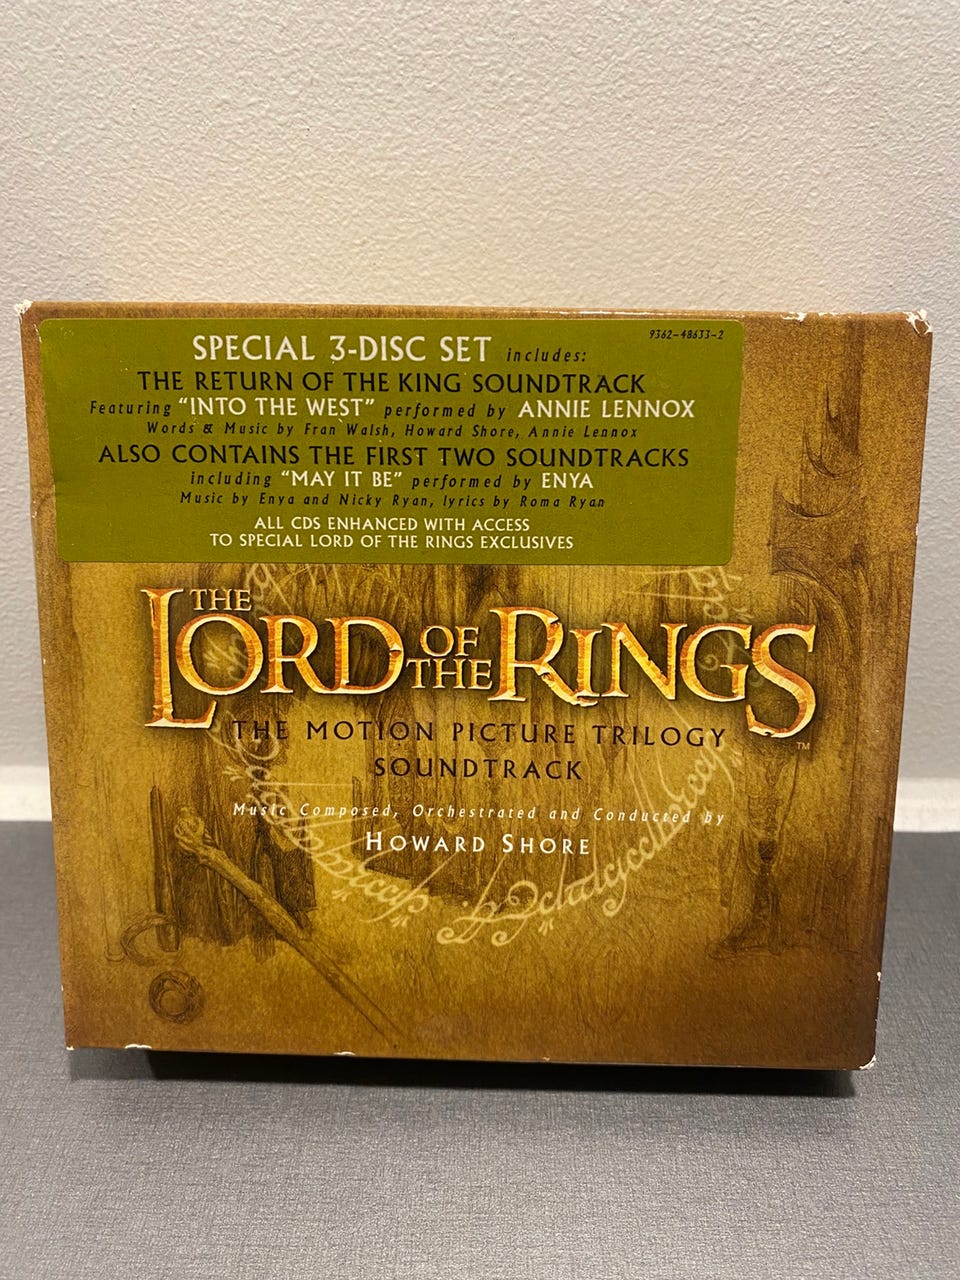 9362-48633-2
SPECIAL 3-DISC SET includes:
THE RETURN OF THE KING SOUNDTRACK
Featuring “INTO THE WEST” performed by ANNIE LENNOX
Words & Music by Fran Walsh, Howard Shore, Annie Lennox
ALSO CONTAINS THE FIRST TWO SOUNDTRACKS
including “MAY IT BE” performed by ENYA
Music by Enya and Nicky Ryan, lyrics by Roma Ryan
ALL CDS ENHANCED WITH ACCESS
TO SPECIAL LORD OF THE RINGS EXCLUSIVES
THE LORD OF THE RINGS™
THE MOTION PICTURE TRILOGY
SOUNDTRACK
Music Composed, Orchestrated and Conducted by
HOWARD SHORE